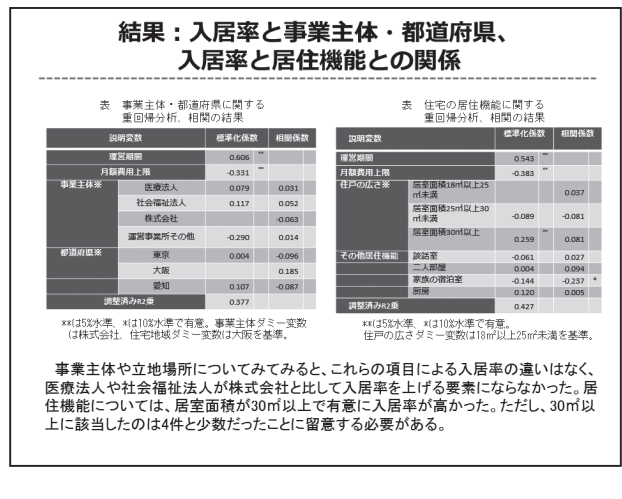 結果：入居率と事業主体・都道府県、
入居率と居住機能との関係
表　事業主体・都道府県に関する
重回帰分析、相関の結果
説明変数 標準化係数 相関係数
運営期間 0.606 **
月額費用上限 -0.331 **
事業主体※ 医療法人 0.079 0.031
社会福祉法人 0.117 0.052
株式会社 -0.063
運営事業所その他 -0.290 0.014
都道府県※ 東京 0.004 -0.096
大阪 0.185
愛知 0.107 -0.087
調整済みR2乗 0.377
**は5%水準、*は10%水準で有意。事業主体ダミー変数
は株式会社、住宅地域ダミー変数は大阪を基準。
表　住宅の居住機能に関する
重回帰分析、相関の結果
説明変数 標準化係数 相関係数
運営期間 0.543 **
月額費用上限 -0.383 **
住戸の広さ※ 居室面積18㎡以上25
㎡未満 0.037
居室面積25㎡以上30
㎡未満 -0.089 -0.081
居室面積30㎡以上 0.259 ** 0.081
その他居住機能 談話室 -0.061 0.027
二人部屋 0.004 0.094
家族の宿泊室 -0.144 -0.237 *
厨房 0.120 0.005
調整済みR2乗 0.427
**は5%水準、*は10%水準で有意。
住戸の広さダミー変数は18㎡以上25㎡未満を基準。
事業主体や立地場所についてみてみると、これらの項目による入居率の違いはなく、
医療法人や社会福祉法人が株式会社と比して入居率を上げる要素にならなかった。居
住機能については、居室面積が30㎡以上で有意に入居率が高かった。ただし、30㎡以
上に該当したのは4件と少数だったことに留意する必要がある。